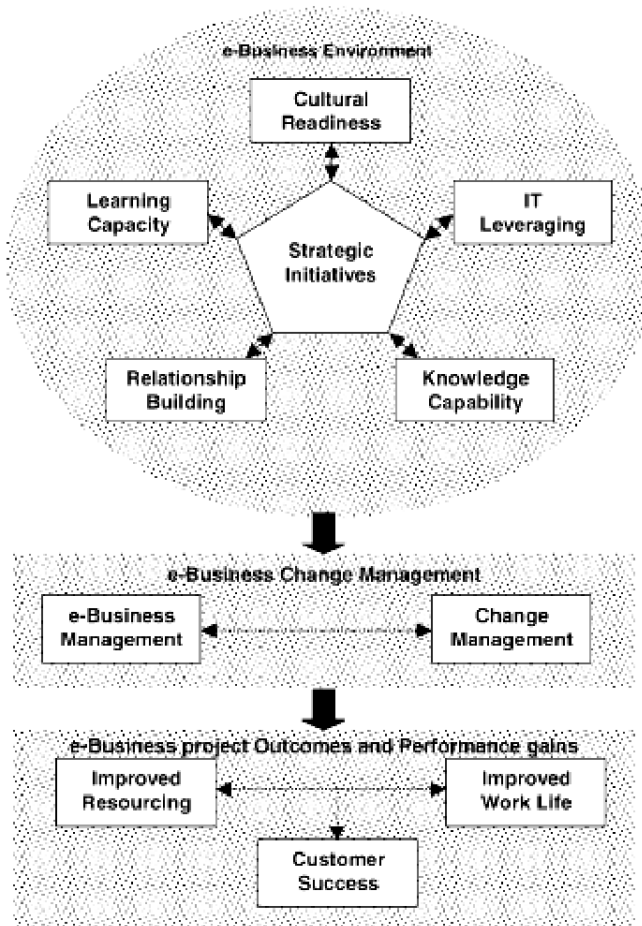 e-Business Environment
Cultural
Readiness
Learning
Capacity
IT
Leveraging
Strategic
Initiatives
Relationship
Building
Knowledge
Capability
e-Business Change Management
e-Business
Management
Change
Management
e-Business project Outcomes and Performance gains
Improved
Resourcing
Improved
Work Life
Customer
Success